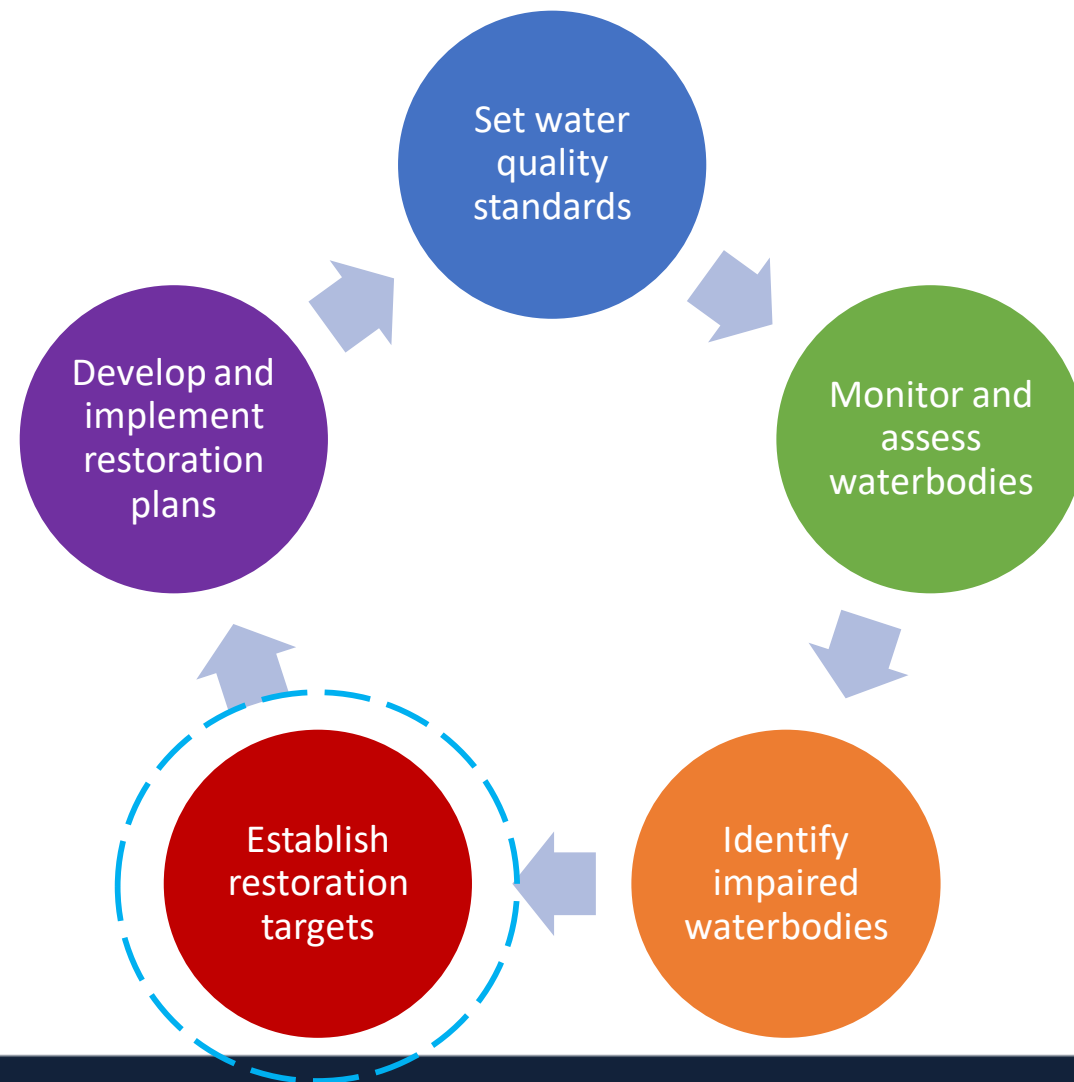 Set water
quality
standards
Monitor and
assess
waterbodies
Identify
impaired
waterbodies
Establish
restoration
targets
Develop and
implement
restoration
plans